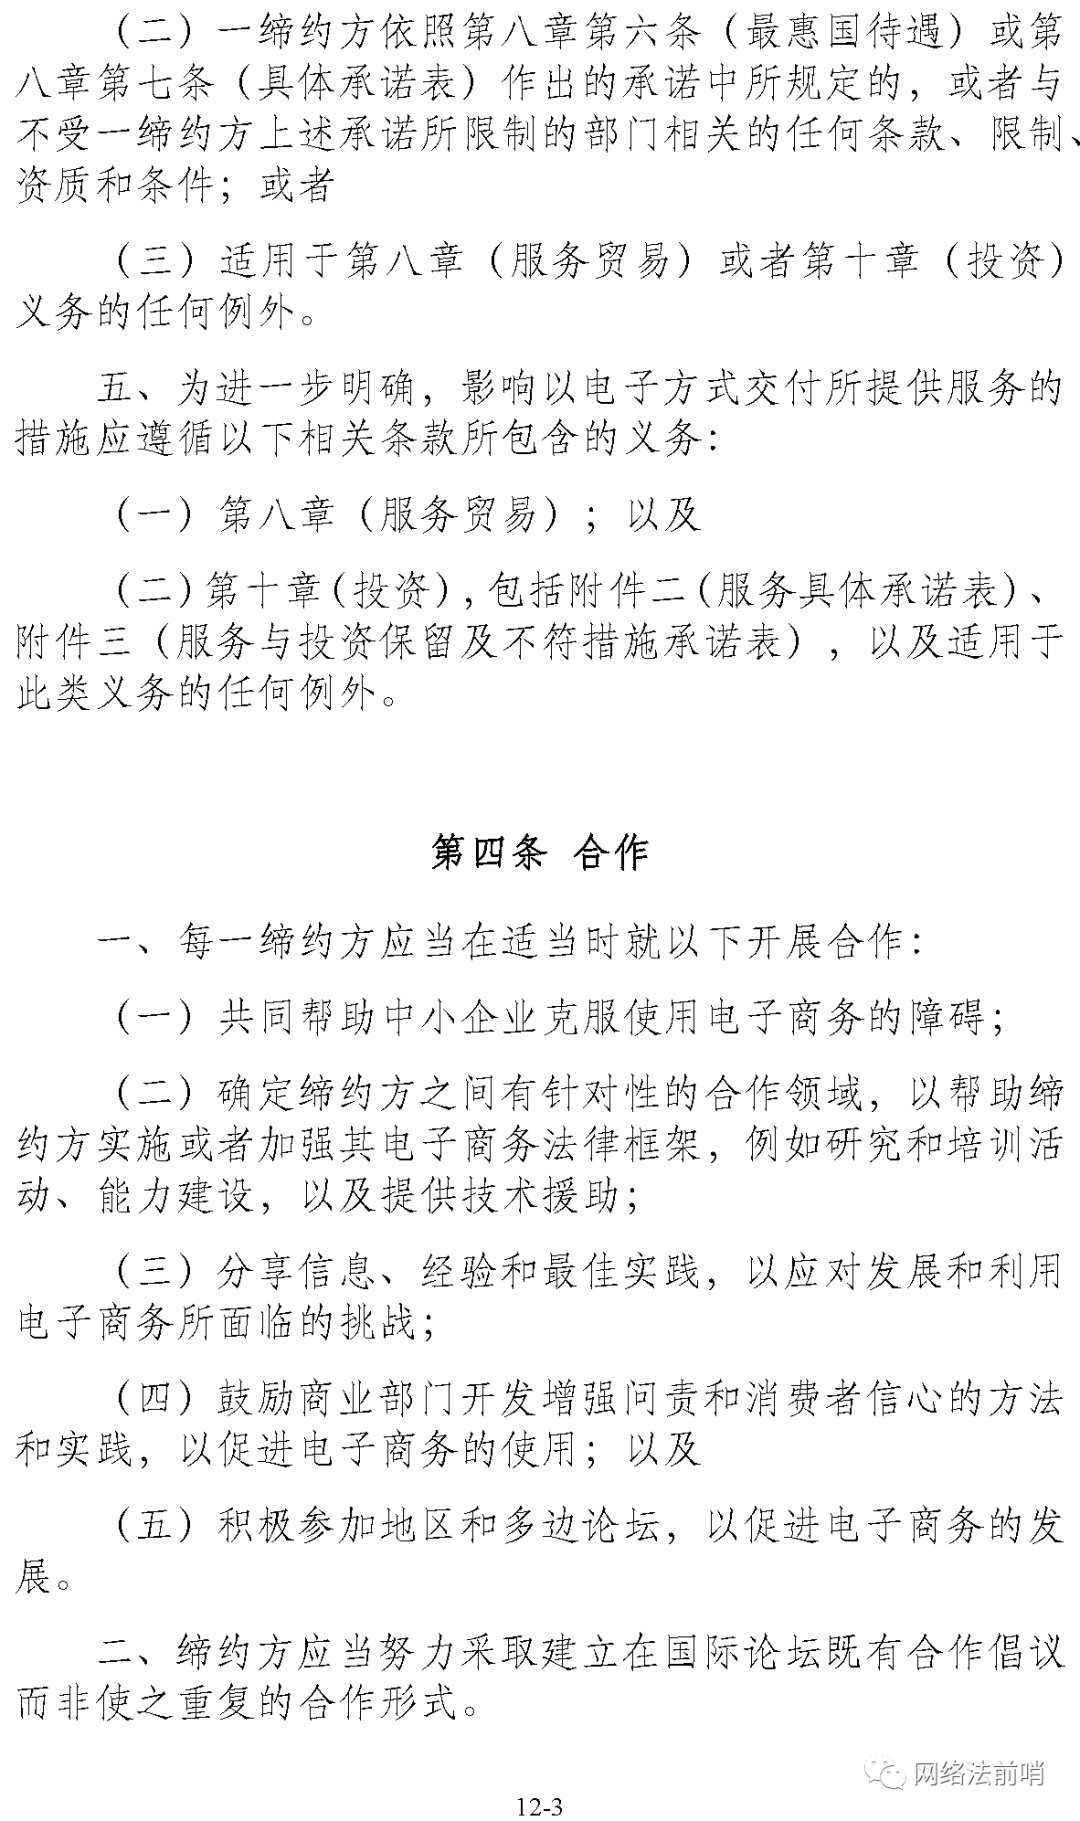 （二）一缔约方依照第八章第六条（最惠国待遇）或第
八章第七条（具体承诺表）作出的承诺中所规定的，或者与
不受一缔约方上述承诺所限制的部门相关的任何条款、限制、
资质和条件；或者
（三）适用于第八章（服务贸易）或者第十章（投资）
义务的任何例外。
五、为进一步明确，影响以电子方式交付所提供服务的
措施应遵循以下相关条款所包含的义务：
（一）第八章（服务贸易）；以及
（二）第十章（投资），包括附件二（服务具体承诺表）、
附件三（服务与投资保留及不符措施承诺表），以及适用于
此类义务的任何例外。
第四条 合作
一、每一缔约方应当在适当时就以下开展合作：
（一）共同帮助中小企业克服使用电子商务的障碍；
（二）确定缔约方之间有针对性的合作领域，以帮助缔
约方实施或者加强其电子商务法律框架，例如研究和培训活
动、能力建设，以及提供技术援助；
（三）分享信息、经验和最佳实践，以应对发展和利用
电子商务所面临的挑战；
（四）鼓励商业部门开发增强问责和消费者信心的方法
和实践，以促进电子商务的使用；以及
（五）积极参加地区和多边论坛，以促进电子商务的发
展。
二、缔约方应当努力采取建立在国际论坛既有合作倡议
而非使之重复的合作形式。
网络法前哨
12-3